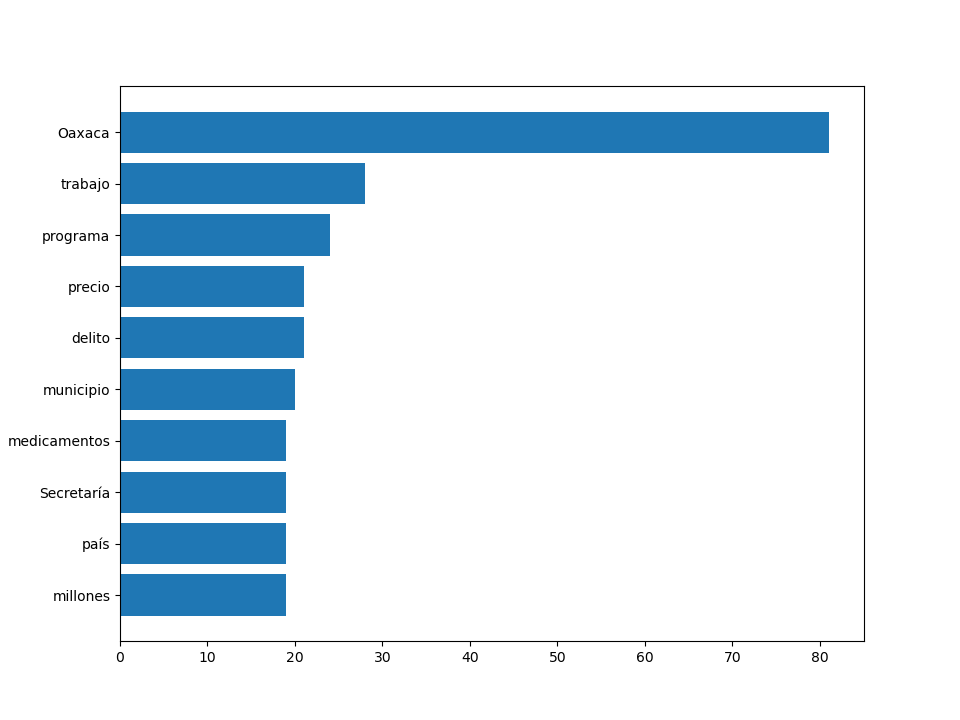 Oaxaca
trabajo
programa
precio
delito
municipio
medicamentos
Secretaría
país
millones
0 10 20 30 40 50 60 70 80